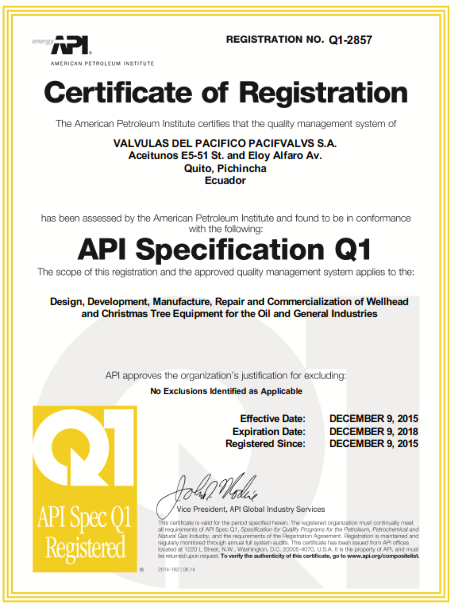 energy API®
AMERICAN PETROLEUM INSTITUTE
REGISTRATION NO. Q1-2857
Certificate of Registration
The American Petroleum Institute certifies that the quality management system of
VALVULAS DEL PACIFICO PACIFVALVS S.A.
Aceitunos E5-51 St. and Eloy Alfaro Av.
Quito, Pichincha
Ecuador
has been assessed by the American Petroleum Institute and found to be in conformance
with the following:
API Specification Q1
The scope of this registration and the approved quality management system applies to the:
Design, Development, Manufacture, Repair and Commercialization of Wellhead
and Christmas Tree Equipment for the Oil and General Industries
API approves the organization's justification for excluding:
No Exclusions Identified as Applicable
Effective Date: DECEMBER 9, 2015
Expiration Date: DECEMBER 9, 2018
Registered Since: DECEMBER 9, 2015
Q1
API Spec Q1
Registered
Vice President, API Global Industry Services
This certificate is valid for the period specified herein. The registered organization must continually meet
all requirements of API Spec Q1, Specification for Quality Programs for the Petroleum, Petrochemical and
Natural Gas Industry, and the requirements of the Registration Agreement. Registration is maintained and
regularly monitored through annual full system audits. This certificate has been issued from API offices
located at 1220 L Street, N.W., Washington, D.C. 20005-4070, U.S.A. It is the property of API, and must
be returned upon request. To verify the authenticity of this certificate, go to www.api.org/compositelist.